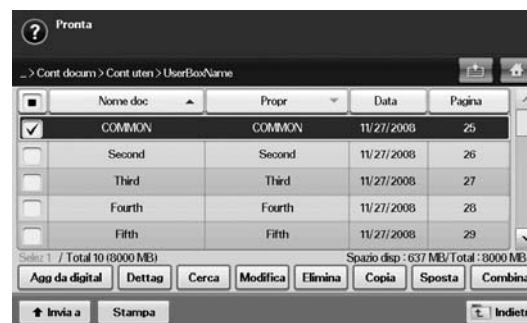 ? Pronta
_ > Cont docum > Cont uten > UserBoxName
Nome doc Propr Data Pagina
COMMON COMMON 11/27/2008 25
Second Second 11/27/2008 26
Third Third 11/27/2008 27
Fourth Fourth 11/27/2008 28
Fifth Fifth 11/27/2008 29
Selez 1 / Total 10 (8000 MB) Spazio disp : 637 MB/Total : 8000 MB
Agg da digital Dettag Cerca Modifica Elimina Copia Sposta Combina
Invia a Stampa Indiet